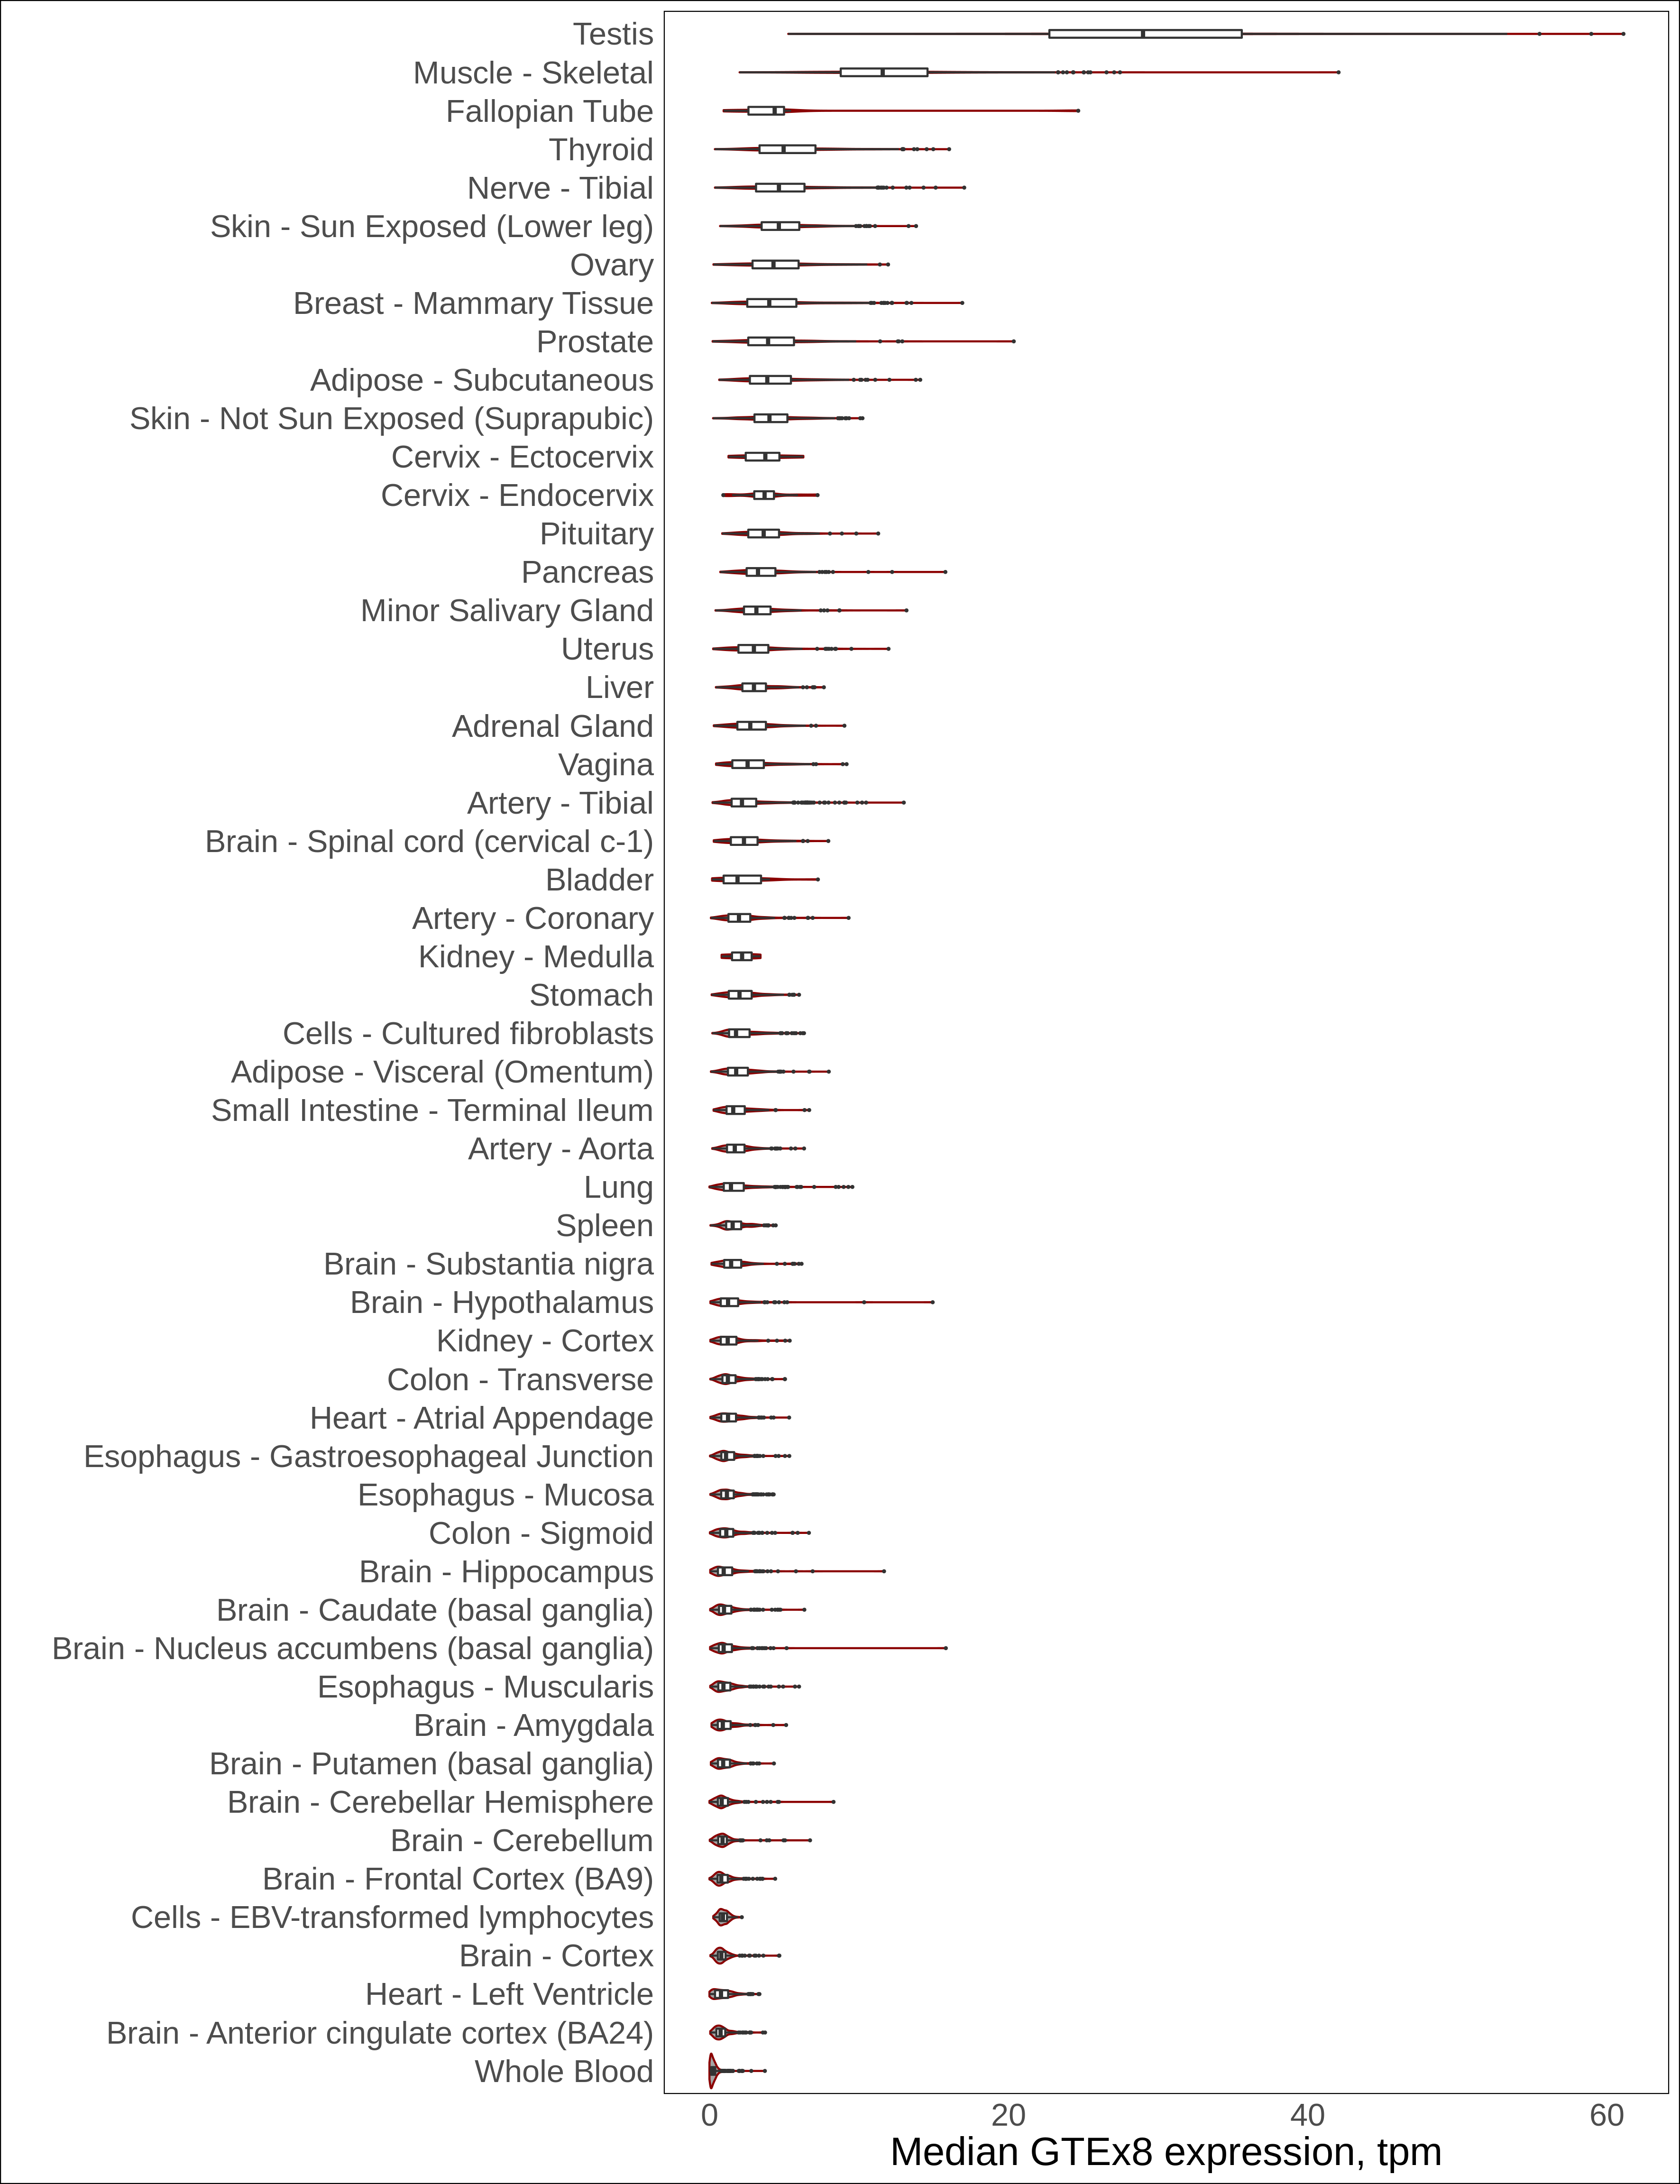 Testis
Muscle - Skeletal
Fallopian Tube
Thyroid
Nerve - Tibial
Skin - Sun Exposed (Lower leg)
Ovary
Breast - Mammary Tissue
Prostate
Adipose - Subcutaneous
Skin - Not Sun Exposed (Suprapubic)
Cervix - Ectocervix
Cervix - Endocervix
Pituitary
Pancreas
Minor Salivary Gland
Uterus
Liver
Adrenal Gland
Vagina
Artery - Tibial
Brain - Spinal cord (cervical c-1)
Bladder
Artery - Coronary
Kidney - Medulla
Stomach
Cells - Cultured fibroblasts
Adipose - Visceral (Omentum)
Small Intestine - Terminal Ileum
Artery - Aorta
Lung
Spleen
Brain - Substantia nigra
Brain - Hypothalamus
Kidney - Cortex
Colon - Transverse
Heart - Atrial Appendage
Esophagus - Gastroesophageal Junction
Esophagus - Mucosa
Colon - Sigmoid
Brain - Hippocampus
Brain - Caudate (basal ganglia)
Brain - Nucleus accumbens (basal ganglia)
Esophagus - Muscularis
Brain - Amygdala
Brain - Putamen (basal ganglia)
Brain - Cerebellar Hemisphere
Brain - Cerebellum
Brain - Frontal Cortex (BA9)
Cells - EBV-transformed lymphocytes
Brain - Cortex
Heart - Left Ventricle
Brain - Anterior cingulate cortex (BA24)
Whole Blood
0 20 40 60
Median GTEx8 expression, tpm